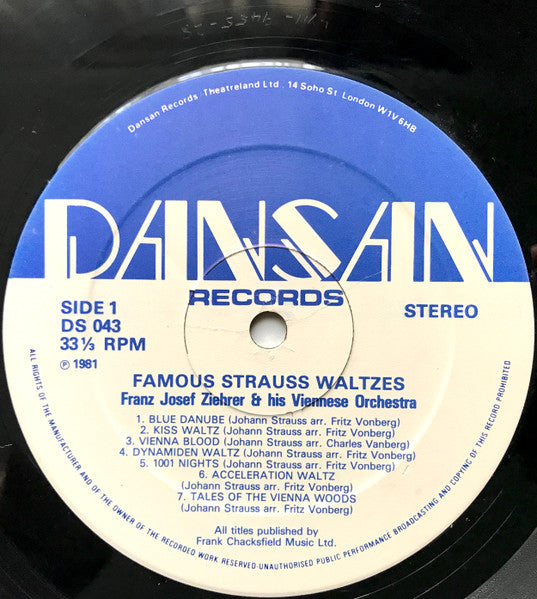 Dansan Records: Theatreland Ltd. 14 Soho St. London W1V 6HB
DANSAN
RECORDS
SIDE 1
DS 043
33⅓ RPM
℗ 1981
STEREO
FAMOUS STRAUSS WALTZES
Franz Josef Ziehrer & his Viennese Orchestra
1. BLUE DANUBE (Johann Strauss arr. Fritz Vonberg)
2. KISS WALTZ (Johann Strauss arr. Fritz Vonberg)
3. VIENNA BLOOD (Johann Strauss arr. Charles Vanberg)
4. DYNAMIDEN WALTZ (Johann Strauss arr. Fritz Vonberg)
5. 1001 NIGHTS (Johann Strauss arr. Fritz Vonberg)
6. ACCELERATION WALTZ
(Johann Strauss arr. Fritz Vonberg)
7. TALES OF THE VIENNA WOODS
(Johann Strauss arr. Fritz Vonberg)
All titles published by
Frank Chacksfield Music Ltd.
ALL RIGHTS OF THE MANUFACTURER AND OF THE OWNER OF THE RECORDED WORK RESERVED-UNAUTHORISED PUBLIC PERFORMANCE BROADCASTING AND COPYING OF THIS RECORD PROHIBITED